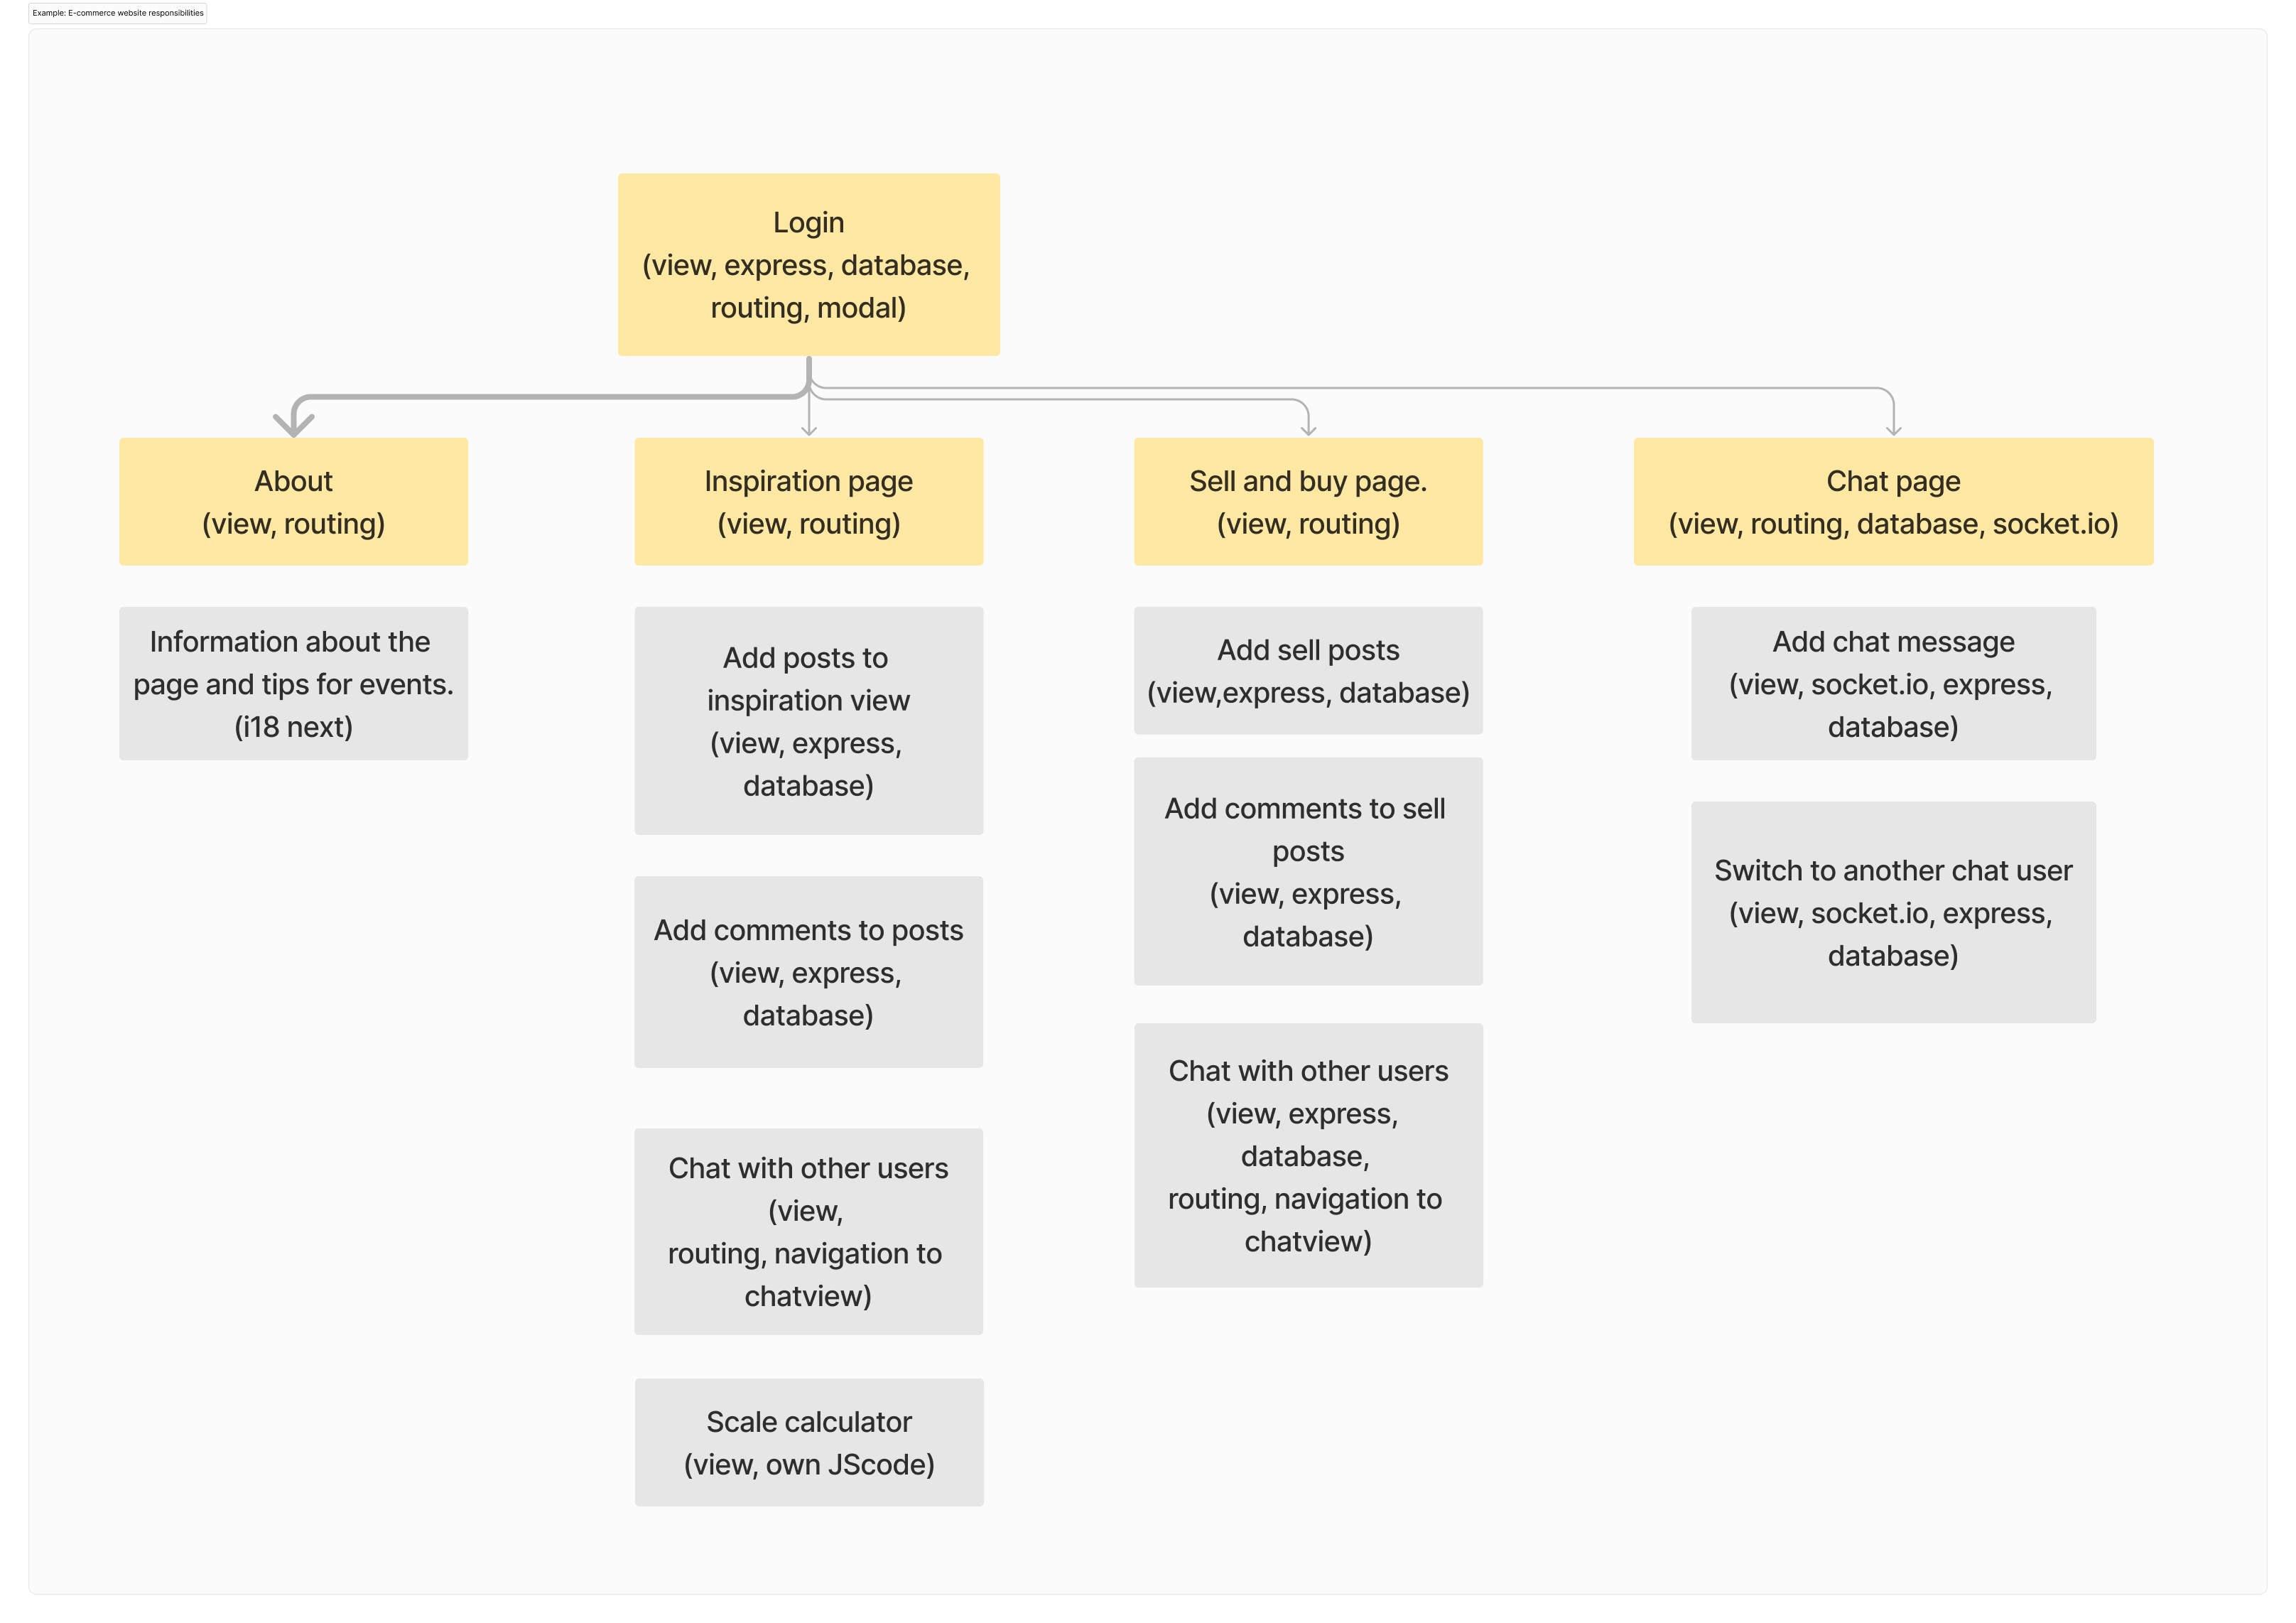 Example: E-commerce website responsibilities
Login
(view, express, database,
routing, modal)
About
(view, routing)
Information about the
page and tips for events.
(i18 next)
Inspiration page
(view, routing)
Add posts to
inspiration view
(view, express,
database)
Add comments to posts
(view, express,
database)
Chat with other users
(view,
routing, navigation to
chatview)
Scale calculator
(view, own JScode)
Sell and buy page.
(view, routing)
Add sell posts
(view,express, database)
Add comments to sell
posts
(view, express,
database)
Chat with other users
(view, express,
database,
routing, navigation to
chatview)
Chat page
(view, routing, database, socket.io)
Add chat message
(view, socket.io, express,
database)
Switch to another chat user
(view, socket.io, express,
database)